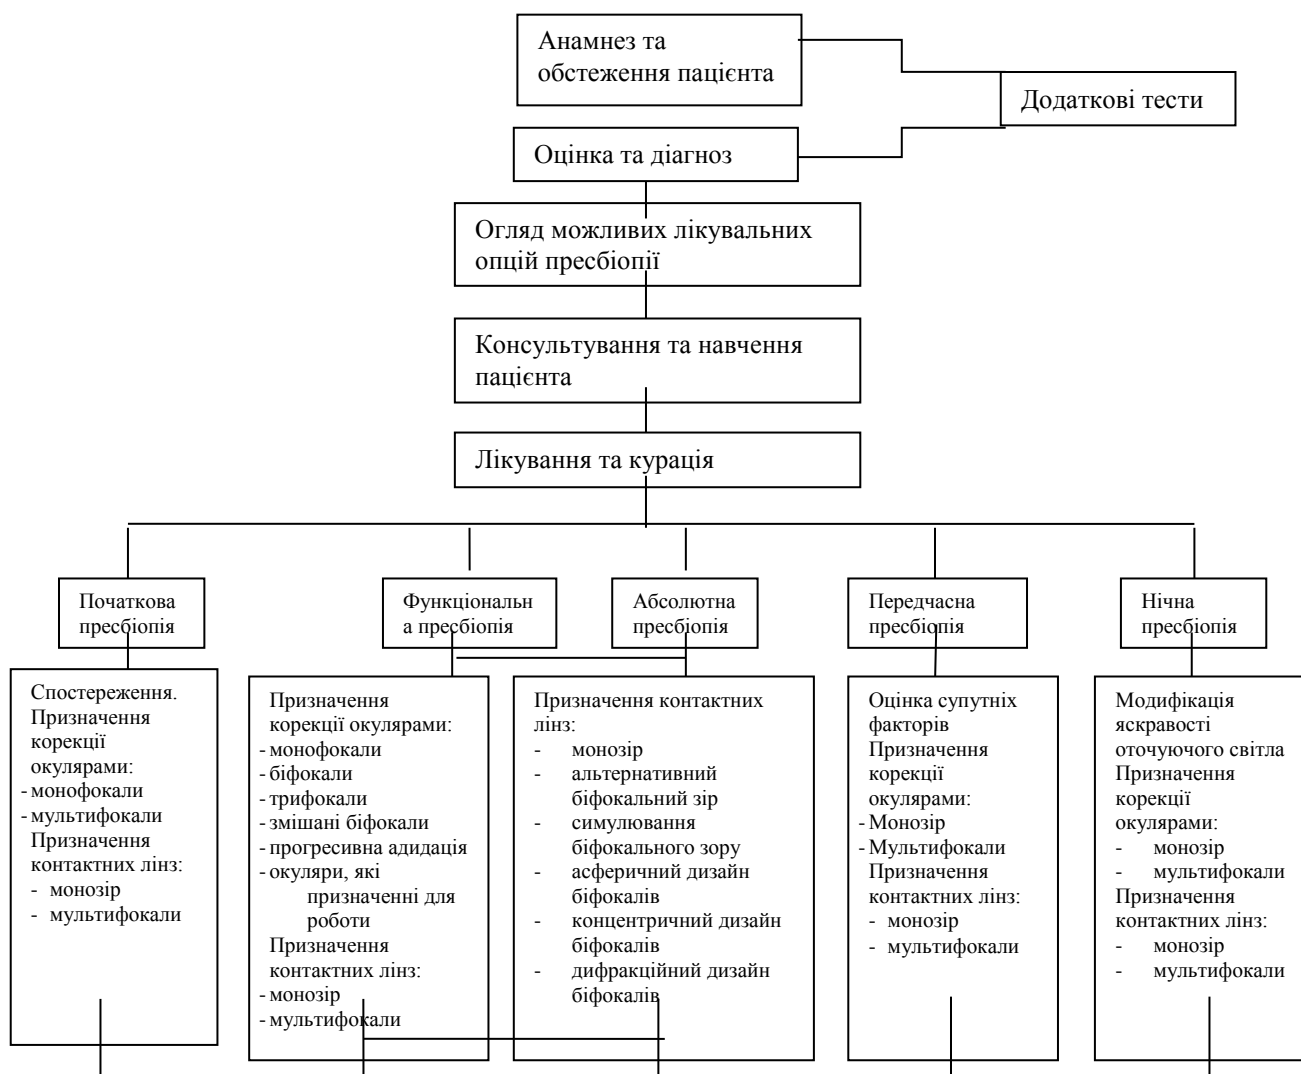 Анамнез та
обстеження пацієнта
Додаткові тести
Оцінка та діагноз
Огляд можливих лікувальних
опцій пресбіопії
Консультування та навчення
пацієнта
Лікування та курація
Початкова
пресбіопія
Функціональн
а пресбіопія
Абсолютна
пресбіопія
Передчасна
пресбіопія
Нічна
пресбіопія
Спостереження.
Призначення
корекції
окулярами:
- монофокали
- мультифокали
Призначення
контактних лінз:
- монозір
- мультифокали
Призначення
корекції окулярами:
- монофокали
- біфокали
- трифокали
- змішані біфокали
- прогресивна адидація
- окуляри, які
призначенні для
роботи
Призначення
контактних лінз:
- монозір
- мультифокали
Призначення контактних
лінз:
- монозір
- альтернативний
біфокальний зір
- симулювання
біфокального зору
- асферичний дизайн
біфокалів
- концентричний дизайн
біфокалів
- дифракційний дизайн
біфокалів
Оцінка супутніх
факторів
Призначення
корекції
окулярами:
- Монозір
- Мультифокали
Призначення
контактних лінз:
- монозір
- мультифокали
Модифікація
яскравості
оточуючого світла
Призначення
корекції
окулярами:
- монозір
- мультифокали
Призначення
контактних лінз:
- монозір
- мультифокали